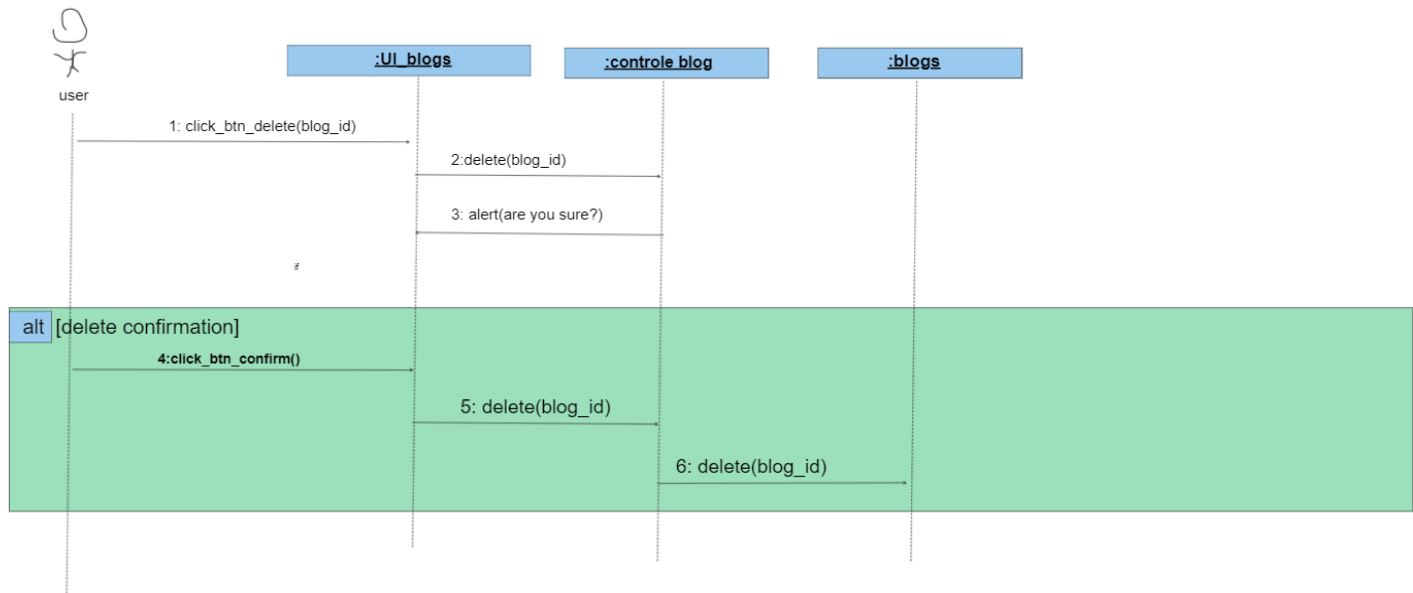 :UI_blogs
:controle blog
:blogs
user
1: click_btn_delete(blog_id)
2:delete(blog_id)
3: alert(are you sure?)
if
alt [delete confirmation]
4:click_btn_confirm()
5: delete(blog_id)
6: delete(blog_id)